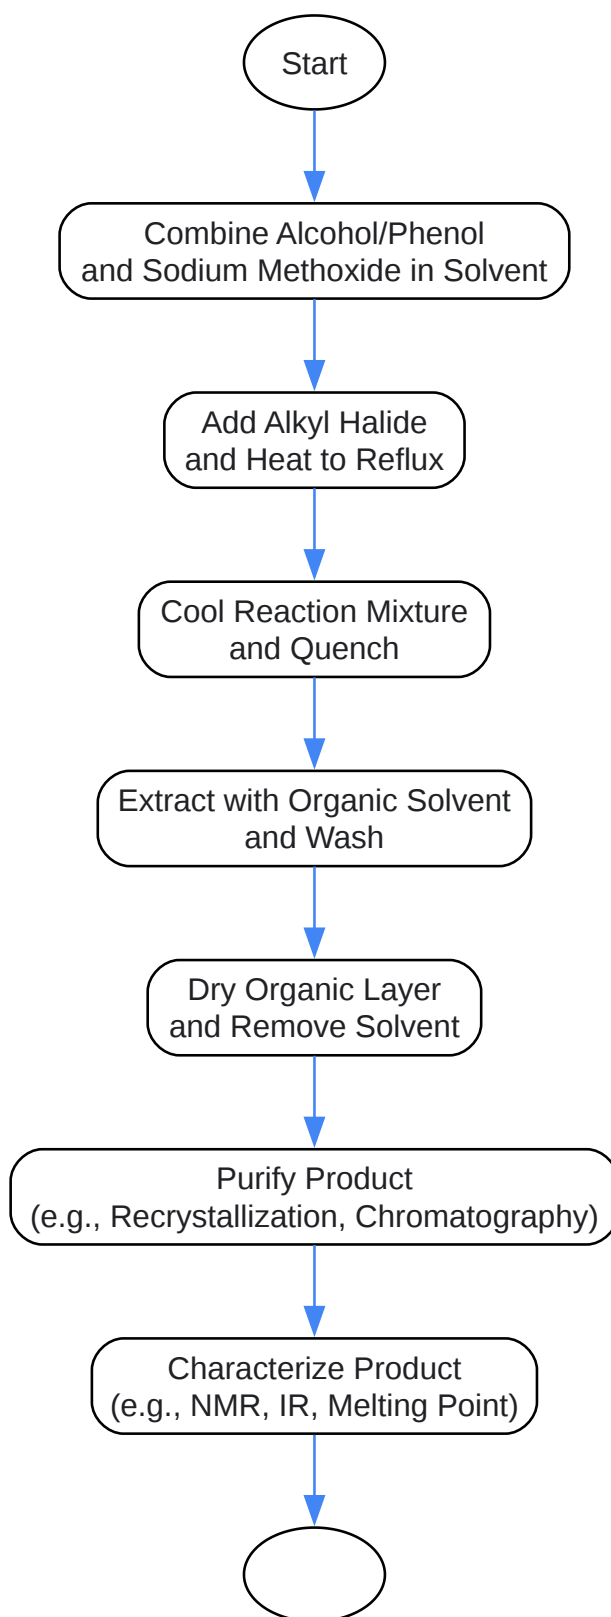 Start
Combine Alcohol/Phenol
and Sodium Methoxide in Solvent
Add Alkyl Halide
and Heat to Reflux
Cool Reaction Mixture
and Quench
Extract with Organic Solvent
and Wash
Dry Organic Layer
and Remove Solvent
Purify Product
(e.g., Recrystallization, Chromatography)
Characterize Product
(e.g., NMR, IR, Melting Point)